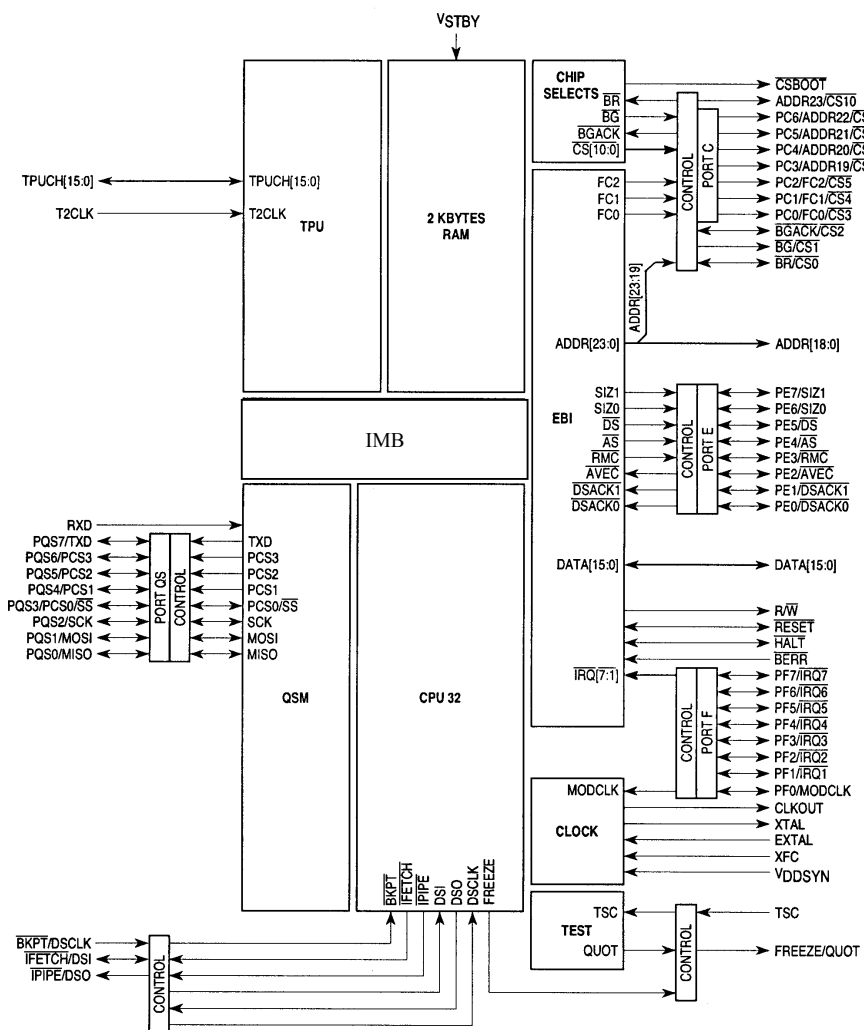 VSTBY
CHIP SELECTS
BR
BG
BGACK
CS[10:0]
CSBOOT
ADDR23/CS10
PC6/ADDR22/CS
PC5/ADDR21/CS
PC4/ADDR20/CS
PC3/ADDR19/CS
PC2/FC2/CS5
PC1/FC1/CS4
PC0/FC0/CS3
BGACK/CS2
BG/CS1
BR/CS0
CONTROL
PORT C
FC2
FC1
FC0
TPUCH[15:0]
TPUCH[15:0]
T2CLK
T2CLK
TPU
2 KBYTES RAM
ADDR[23:19]
ADDR[23:0]
ADDR[18:0]
EBI
SIZ1
SIZ0
DS
AS
RMC
AVEC
DSACK1
DSACK0
CONTROL
PORT E
PE7/SIZ1
PE6/SIZ0
PE5/DS
PE4/AS
PE3/RMC
PE2/AVEC
PE1/DSACK1
PE0/DSACK0
IMB
RXD
PQS7/TXD
PQS6/PCS3
PQS5/PCS2
PQS4/PCS1
PQS3/PCS0/SS
PQS2/SCK
PQS1/MOSI
PQS0/MISO
PORT QS
CONTROL
TXD
PCS3
PCS2
PCS1
PCS0/SS
SCK
MOSI
MISO
QSM
CPU 32
DATA[15:0]
DATA[15:0]
R/W
RESET
HALT
BERR
IRQ[7:1]
CONTROL
PORT F
PF7/IRQ7
PF6/IRQ6
PF5/IRQ5
PF4/IRQ4
PF3/IRQ3
PF2/IRQ2
PF1/IRQ1
PF0/MODCLK
MODCLK
CLOCK
CLKOUT
XTAL
EXTAL
XFC
VDDSYN
BKPT
IFETCH
IPIPE
DSI
DSO
DSCLK
FREEZE
TSC
TEST
QUOT
CONTROL
TSC
FREEZE/QUOT
BKPT/DSCLK
IFETCH/DSI
IPIPE/DSO
CONTROL